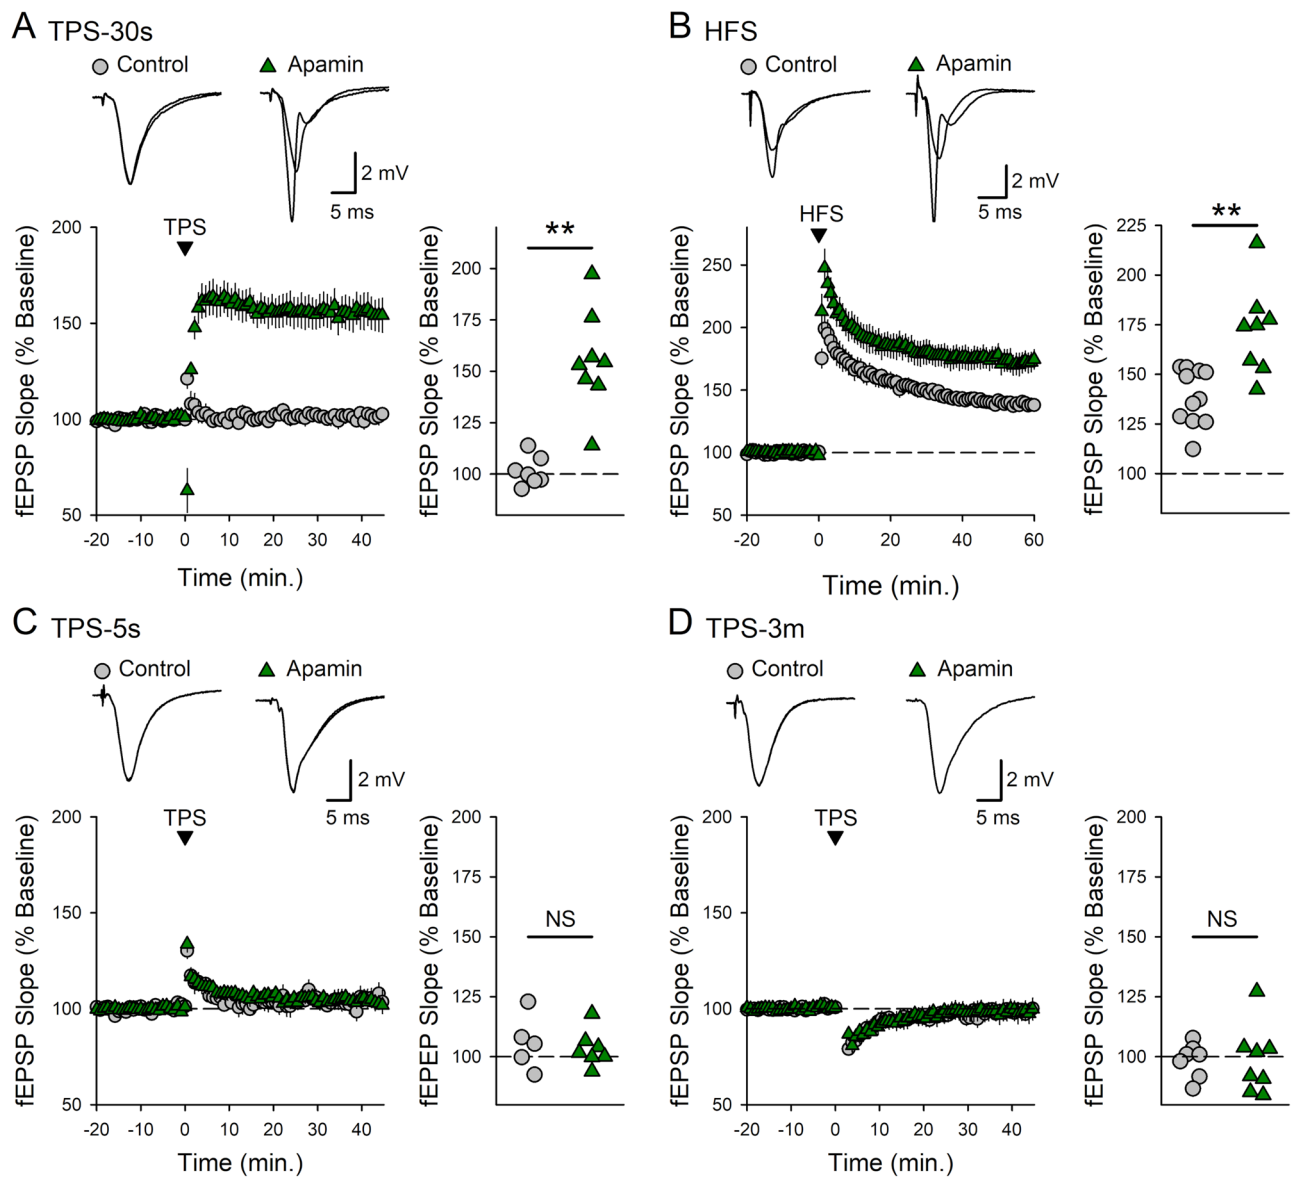 A TPS-30s
Control
Apamin
2 mV
5 ms
TPS
fEPSP Slope (% Baseline)
200
150
100
50
-20 -10 0 10 20 30 40
Time (min.)
**
fEPSP Slope (% Baseline)
200
175
150
125
100
B HFS
Control
Apamin
2 mV
5 ms
HFS
fEPSP Slope (% Baseline)
250
200
150
100
50
-20 0 20 40 60
Time (min.)
**
fEPSP Slope (% Baseline)
225
200
175
150
125
100
C TPS-5s
Control
Apamin
2 mV
5 ms
TPS
fEPSP Slope (% Baseline)
200
150
100
50
-20 -10 0 10 20 30 40
Time (min.)
NS
fEPEP Slope (% Baseline)
200
175
150
125
100
D TPS-3m
Control
Apamin
2 mV
5 ms
TPS
fEPSP Slope (% Baseline)
200
150
100
50
-20 -10 0 10 20 30 40
Time (min.)
NS
fEPSP Slope (% Baseline)
200
175
150
125
100